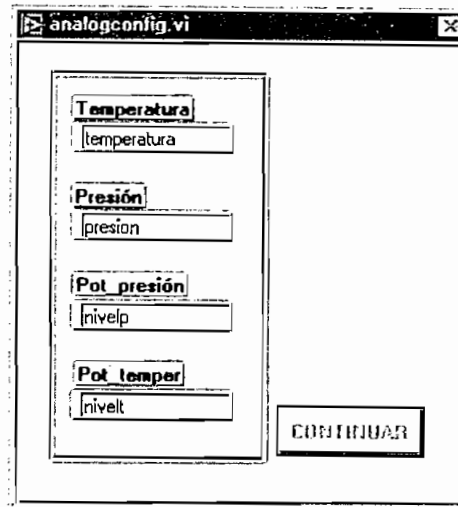 analogconfig.vi
Temperatura
temperatura
Presión
presion
Pot_presión
nivelp
Pot_temper
nivelt
CONTINUAR